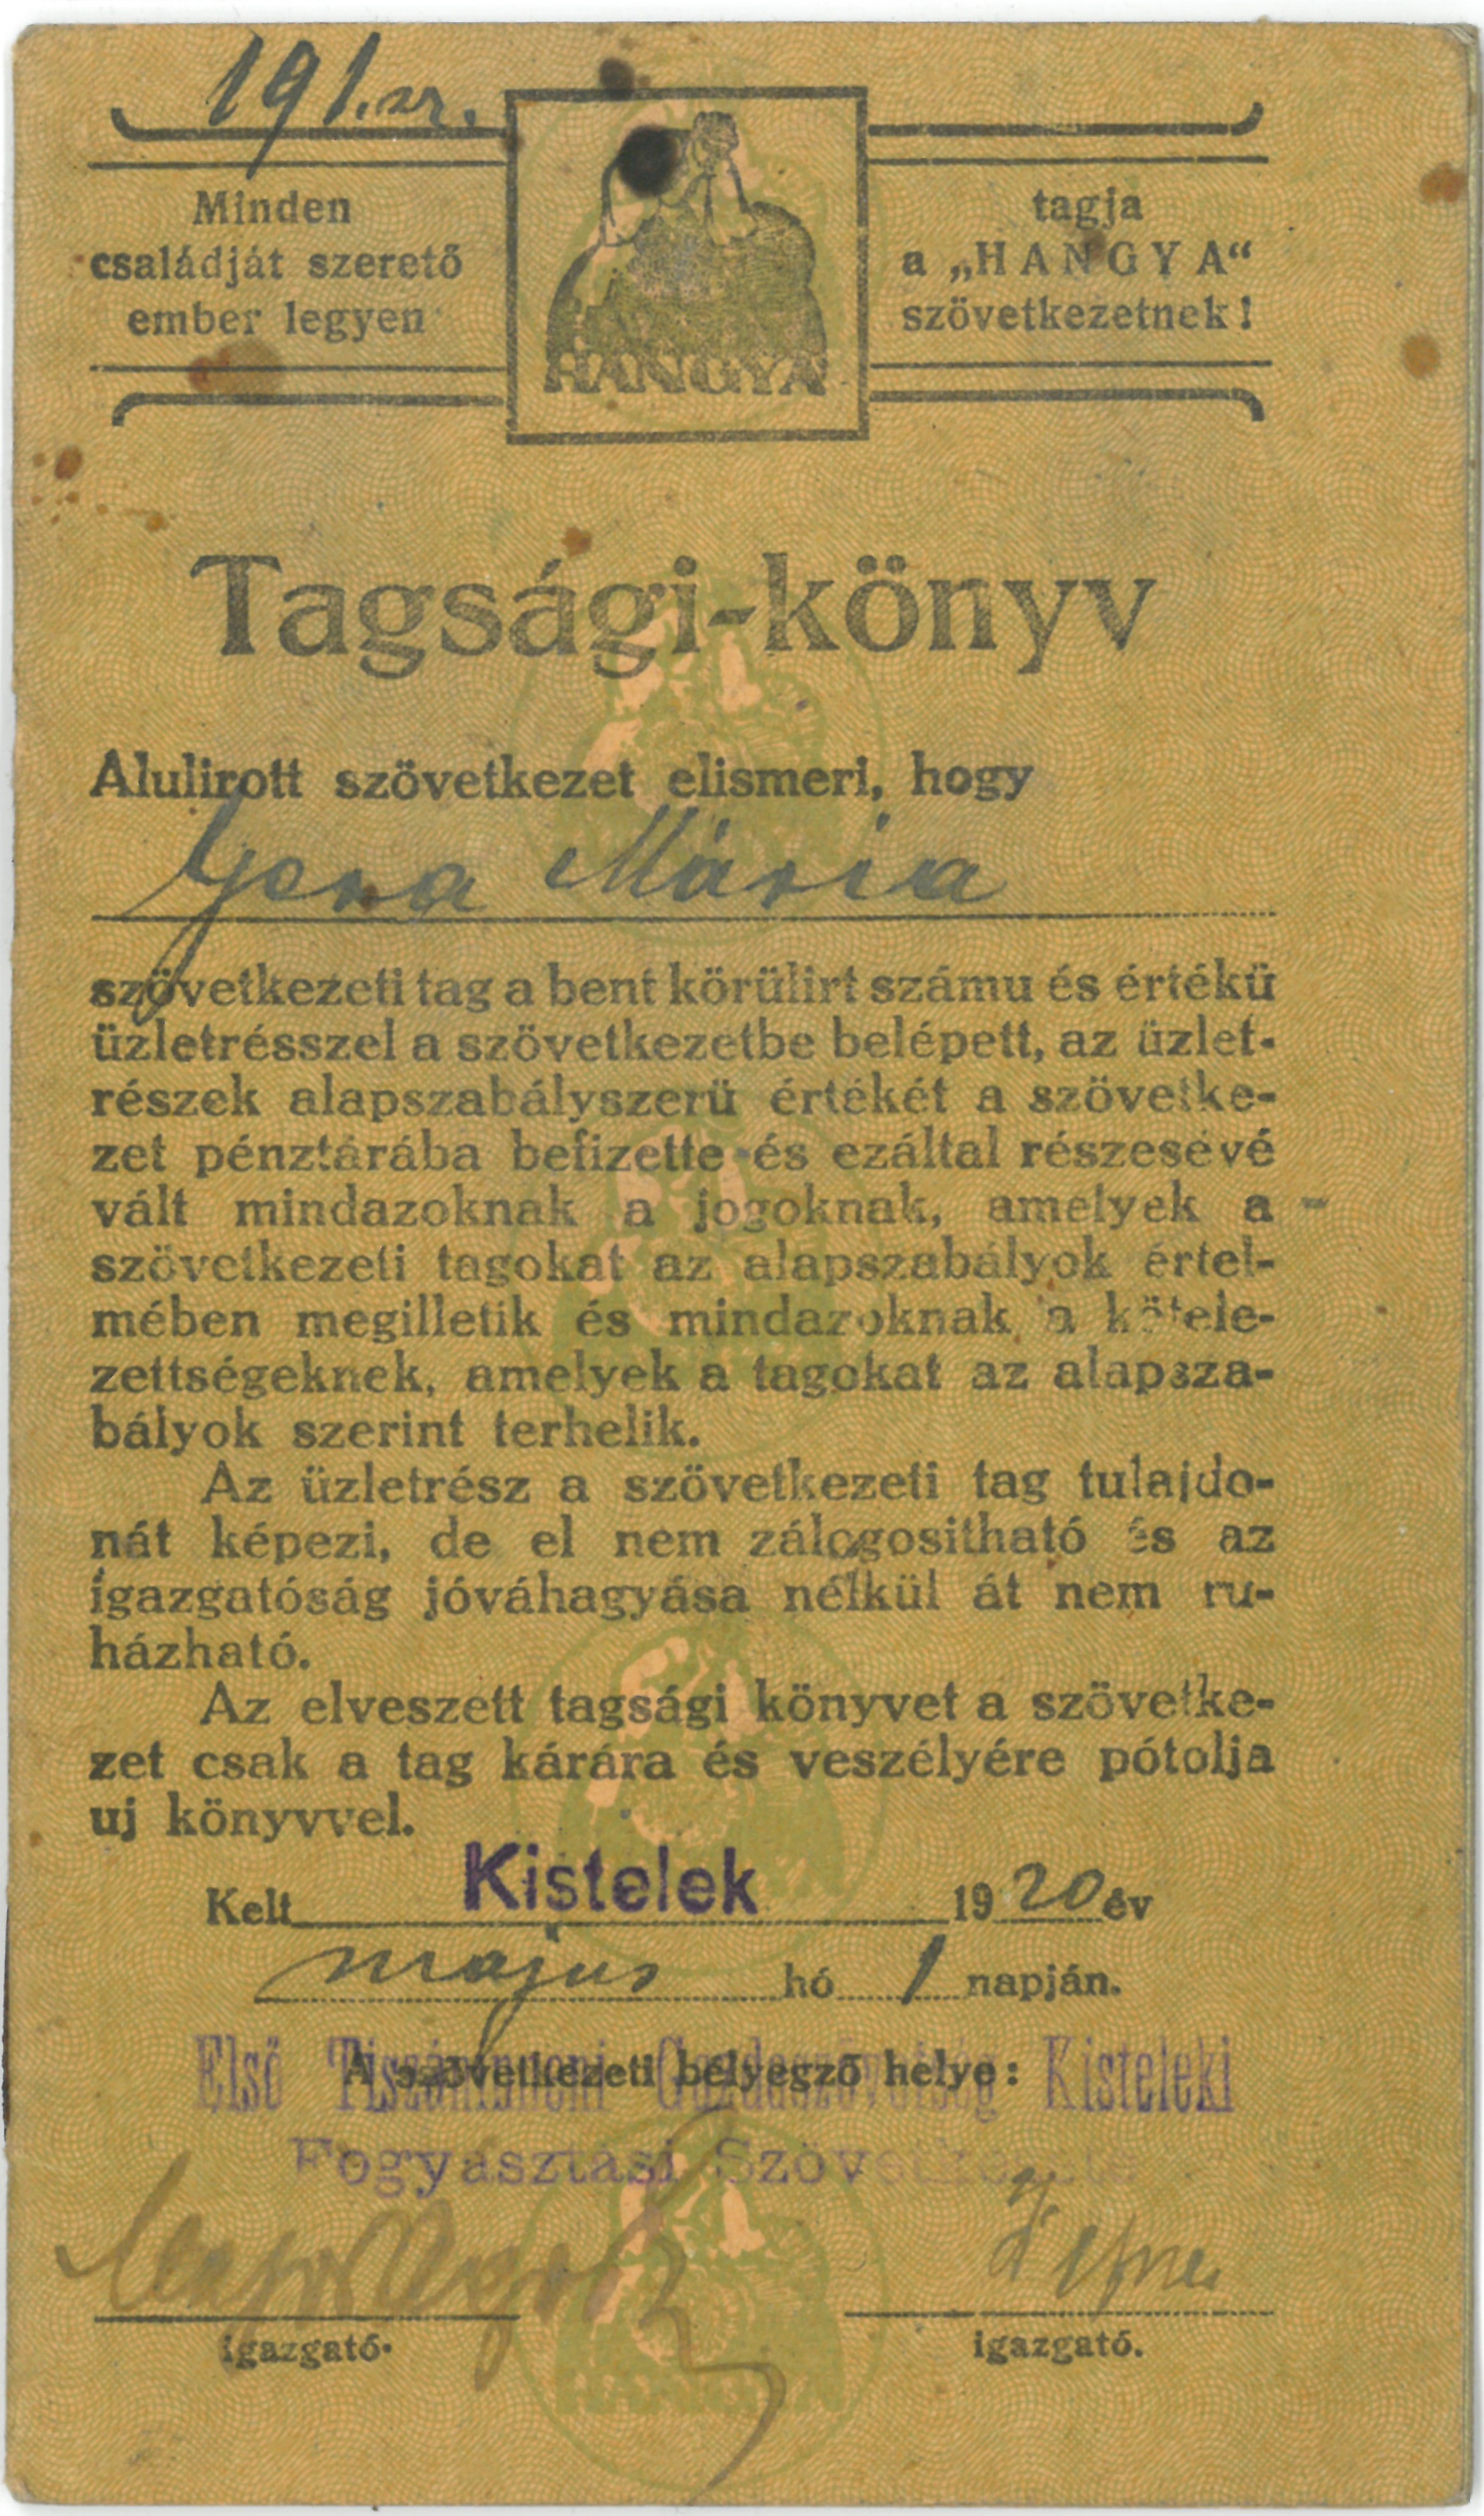 191. sz.
Minden
családját szerető
ember legyen
HANGYA
tagja
a „HANGYA“
szövetkezetnek!
Tagsági-könyv
Alulirott szövetkezet elismeri, hogy
Mária
szövetkezeti tag a bent körülirt számu és értékü
üzletrésszel a szövetkezetbe belépett, az üzlet-
részek alapszabályszerü értékét a szövetke-
zet pénztárába befizette és ezáltal részesévé
vált mindazoknak a jogoknak, amelyek a
szövetkezeti tagokat az alapszabályok értel-
mében megilletik és mindazoknak a kötele-
zettségeknek, amelyek a tagokat az alapsza-
bályok szerint terhelik.
Az üzletrész a szövetkezeti tag tulajdo-
nát képezi, de el nem zálogositható és az
igazgatóság jóváhagyása nélkül át nem ru-
házható.
Az elveszett tagsági könyvet a szövetke-
zet csak a tag kárára és veszélyére pótolja
uj könyvvel.
Kelt Kistelek 1920 év
május hó 1 napján.
A szövetkezeti bélyegző helye:
Első Tiszáninneni Gazdaszövetség Kisteleki
Fogyasztási Szövetkezete
igazgató.
igazgató.